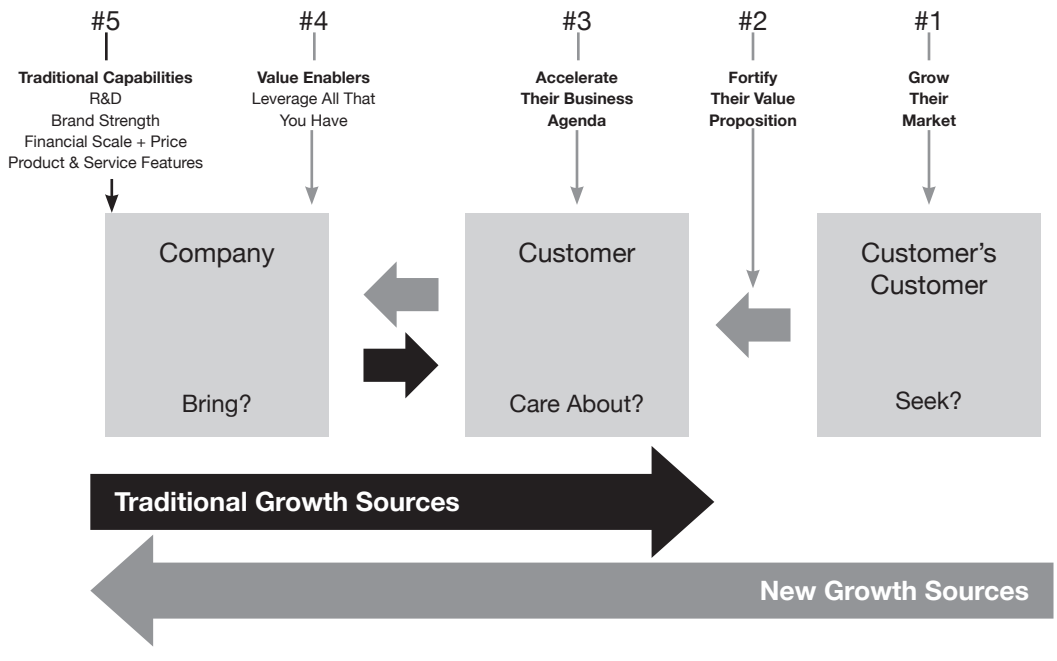 #5
Traditional Capabilities
R&D
Brand Strength
Financial Scale + Price
Product & Service Features
#4
Value Enablers
Leverage All That
You Have
#3
Accelerate
Their Business
Agenda
#2
Fortify
Their Value
Proposition
#1
Grow
Their
Market
Company
Bring?
Customer
Care About?
Customer's
Customer
Seek?
Traditional Growth Sources
New Growth Sources